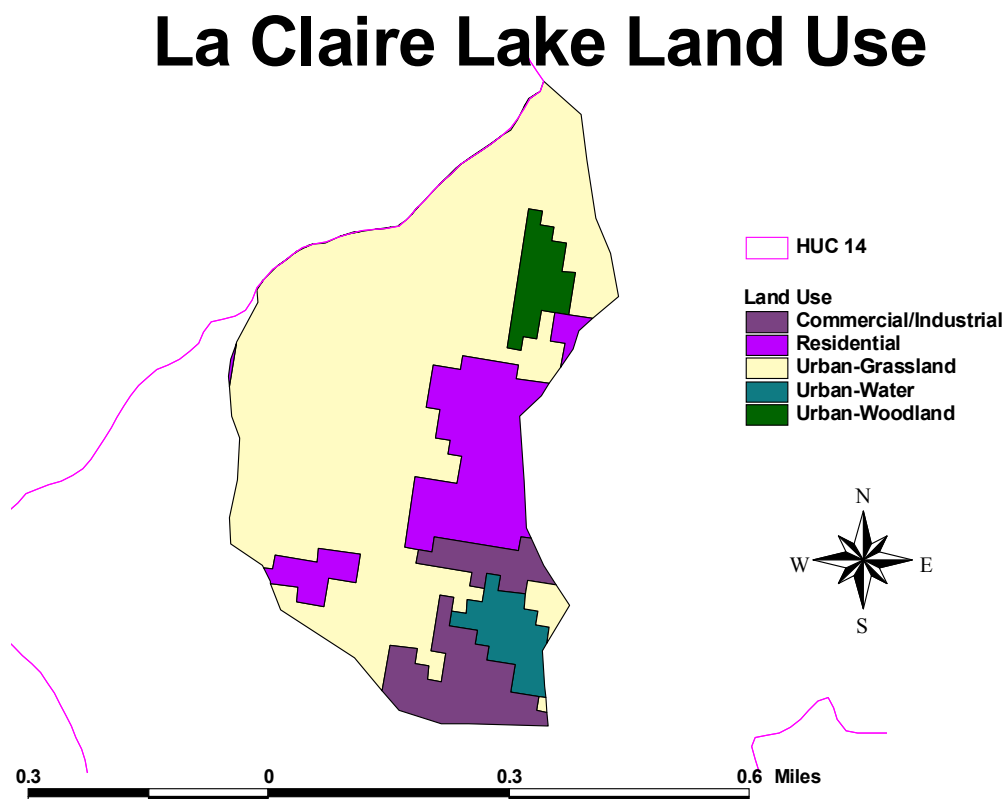 La Claire Lake Land Use
HUC 14
Land Use
Commercial/Industrial
Residential
Urban-Grassland
Urban-Water
Urban-Woodland
N
W E
S
0.3 0 0.3 0.6 Miles